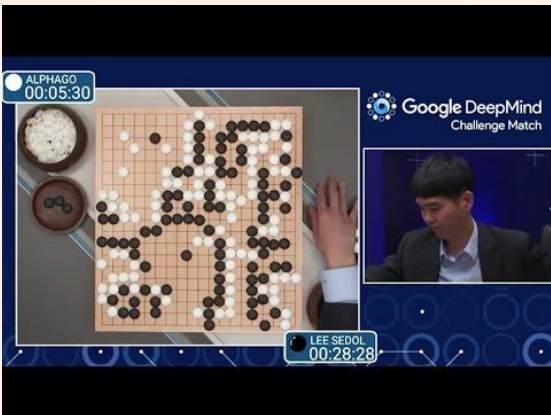 ALPHAGO
00:05:30
Google DeepMind
Challenge Match
LEE SEDOL
00:28:28